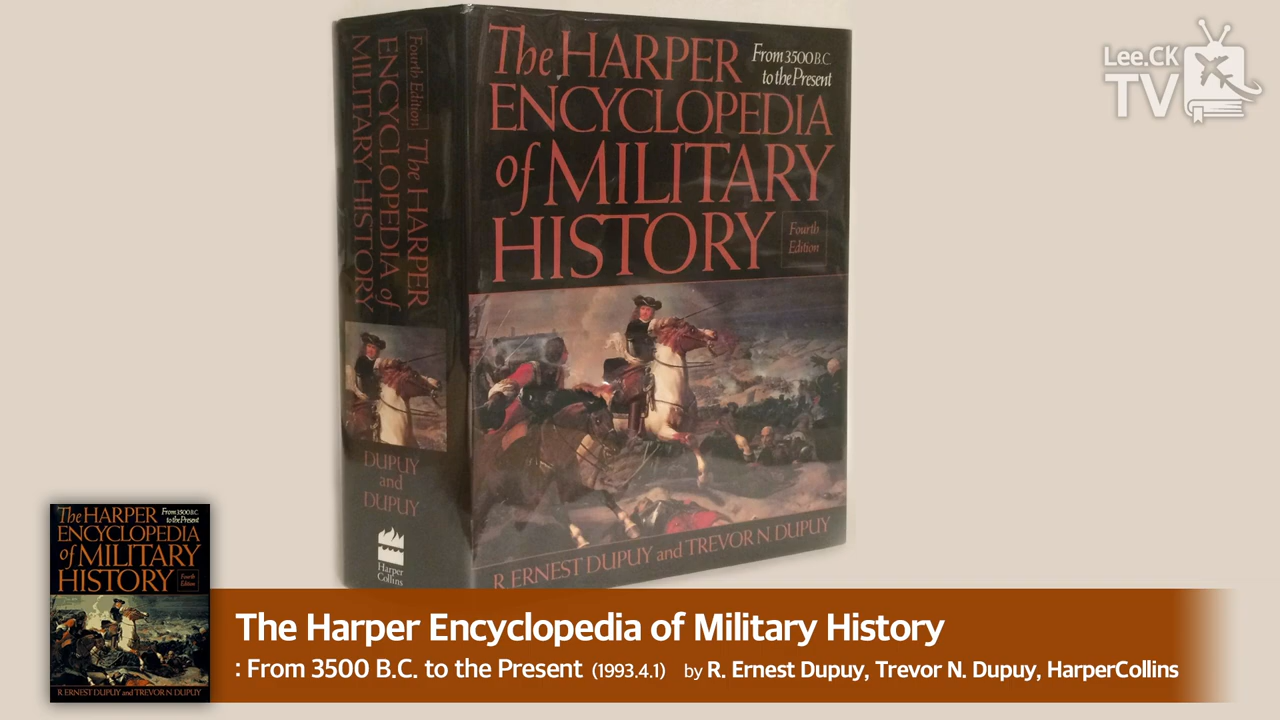 Lee.CK
TV
Fourth Edition
The HARPER
ENCYCLOPEDIA of
MILITARY HISTORY
DUPUY
and
DUPUY
Harper
Collins
The HARPER
From 3500 B.C
to the Present
ENCYCLOPEDIA
of MILITARY
HISTORY
Fourth
Edition
R. ERNEST DUPUY and TREVOR N. DUPUY
The HARPER
From 3500 B.C
to the Present
ENCYCLOPEDIA
of MILITARY
HISTORY
Fourth
Edition
R. ERNEST DUPUY and TREVOR N. DUPUY
The Harper Encyclopedia of Military History
: From 3500 B.C. to the Present (1993.4.1) by R. Ernest Dupuy, Trevor N. Dupuy, HarperCollins